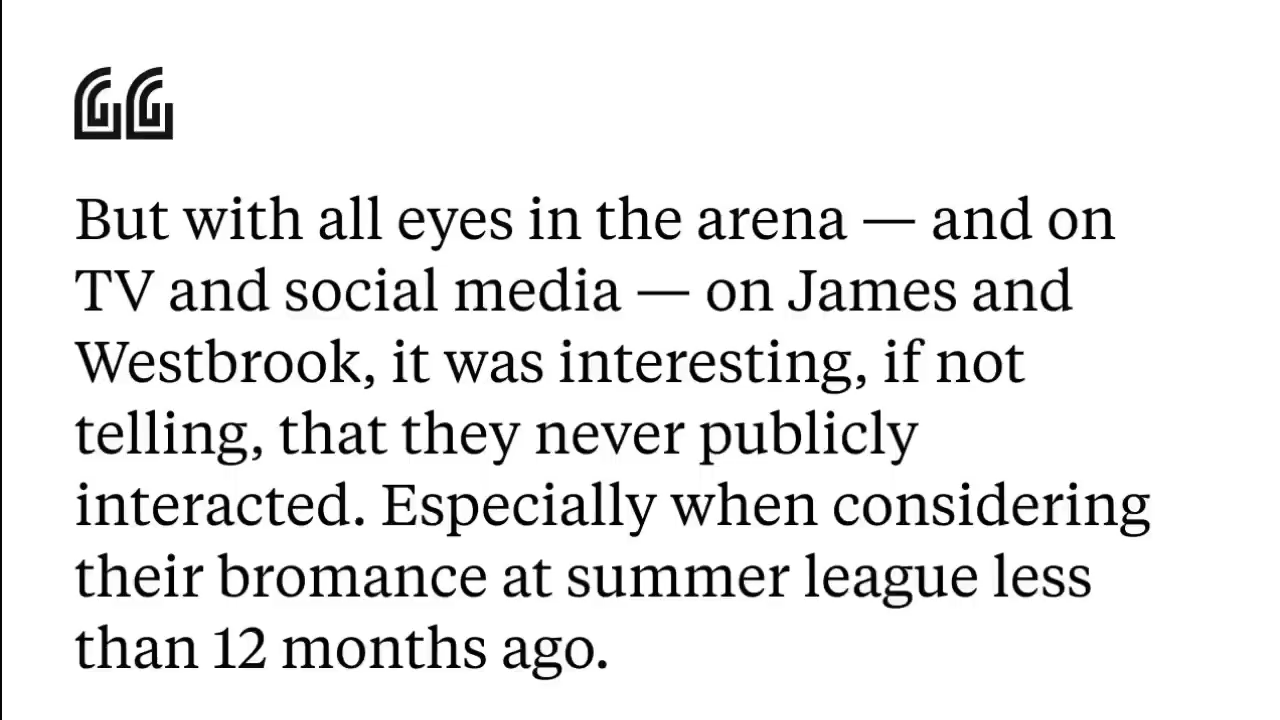 But with all eyes in the arena — and on
TV and social media — on James and
Westbrook, it was interesting, if not
telling, that they never publicly
interacted. Especially when considering
their bromance at summer league less
than 12 months ago.